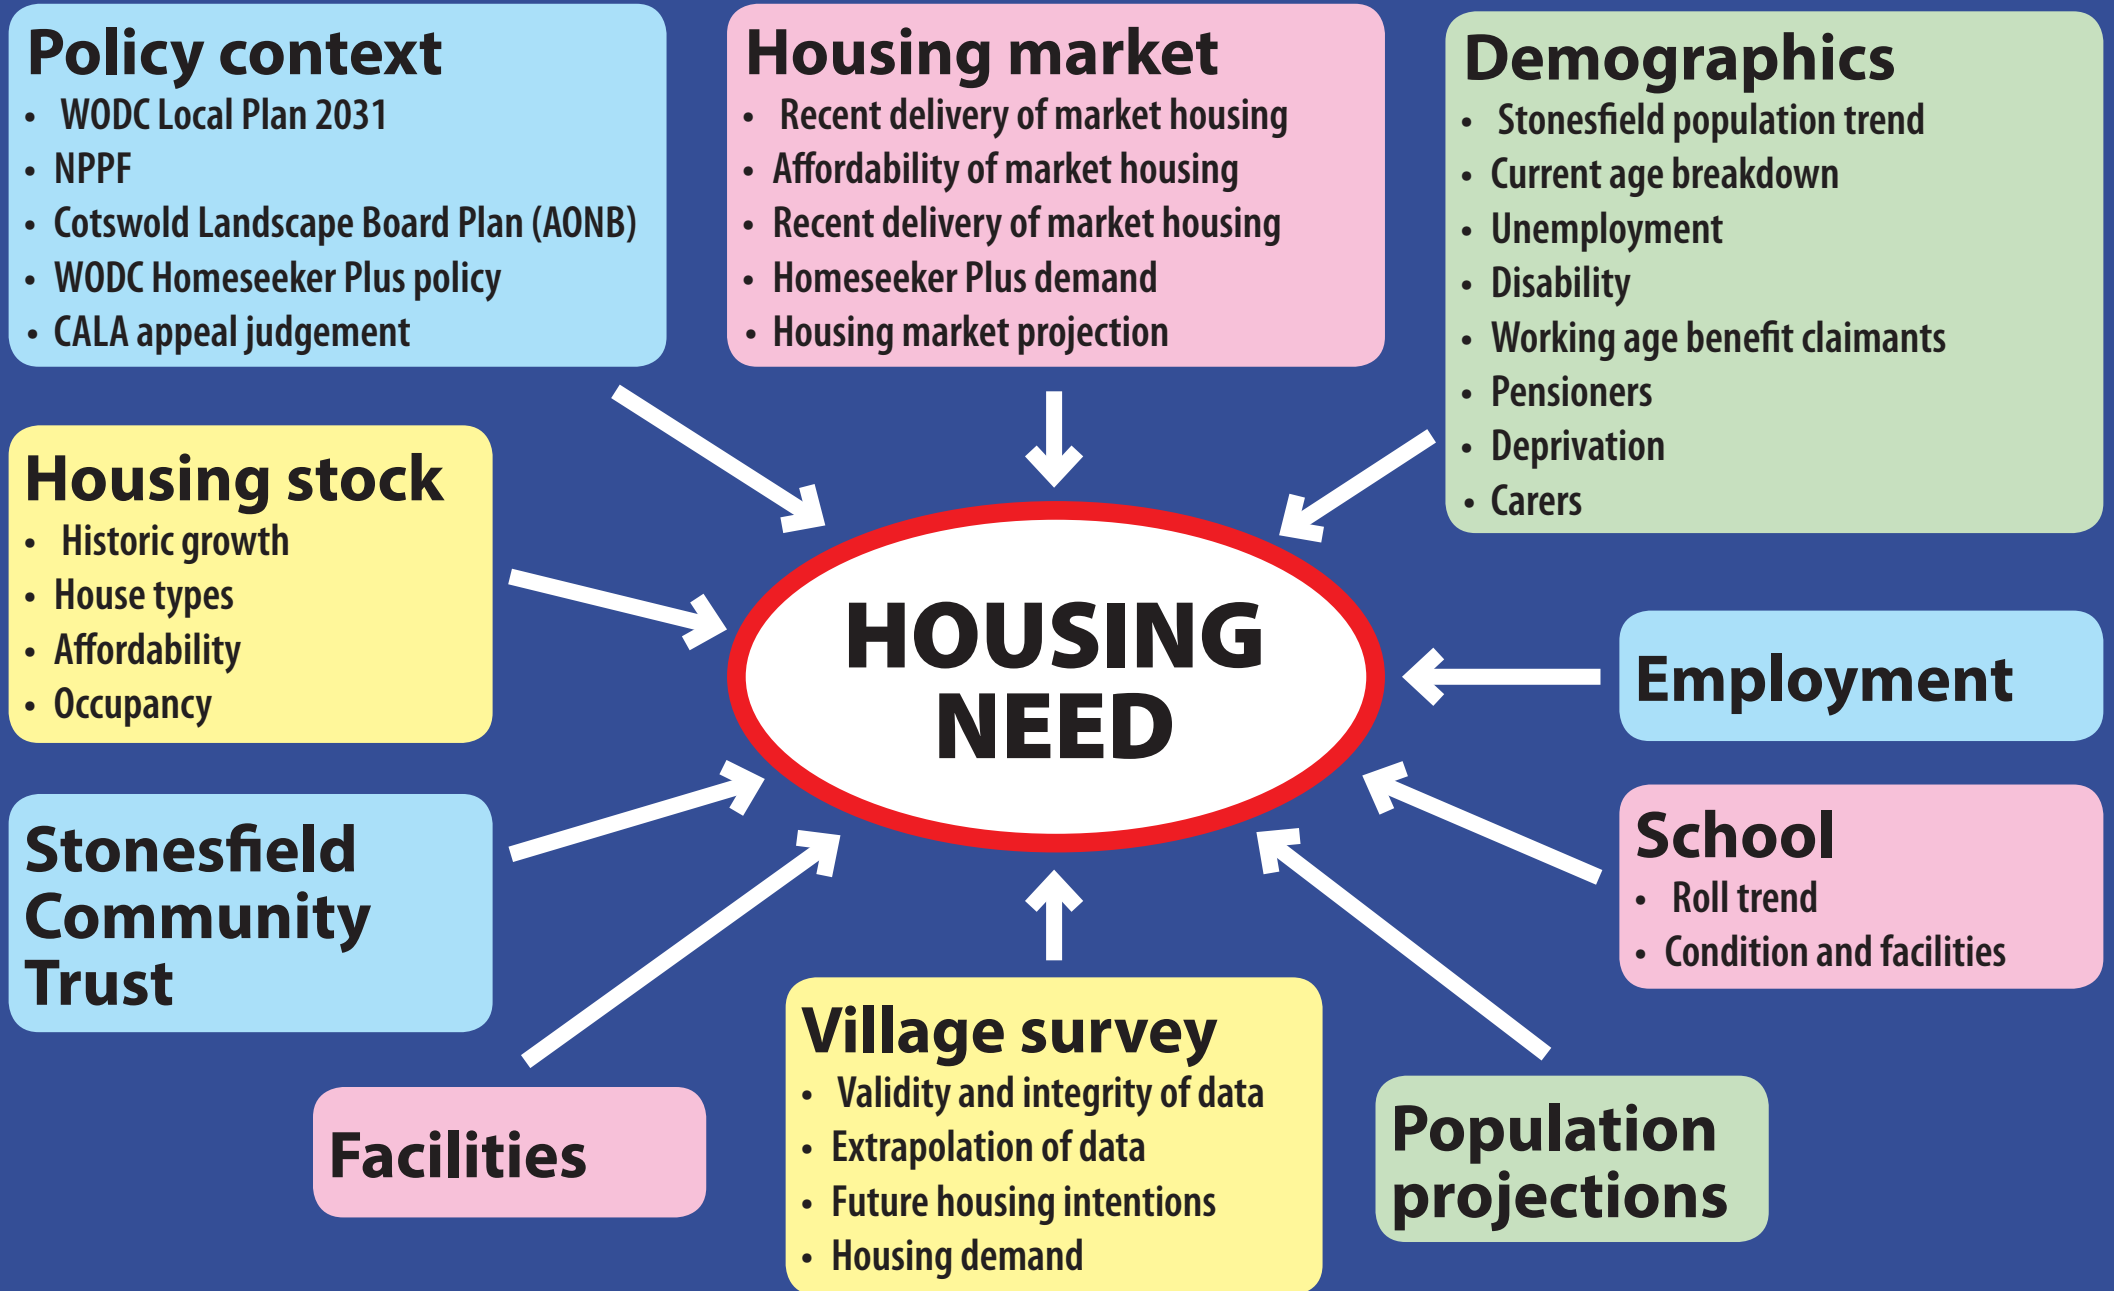 Policy context
• WODC Local Plan 2031
• NPPF
• Cotswold Landscape Board Plan (AONB)
• WODC Homeseeker Plus policy
• CALA appeal judgement
Housing market
• Recent delivery of market housing
• Affordability of market housing
• Recent delivery of market housing
• Homeseeker Plus demand
• Housing market projection
Demographics
• Stonesfield population trend
• Current age breakdown
• Unemployment
• Disability
• Working age benefit claimants
• Pensioners
• Deprivation
• Carers
Housing stock
• Historic growth
• House types
• Affordability
• Occupancy
HOUSING
NEED
Employment
Stonesfield
Community
Trust
School
• Roll trend
• Condition and facilities
Facilities
Village survey
• Validity and integrity of data
• Extrapolation of data
• Future housing intentions
• Housing demand
Population
projections